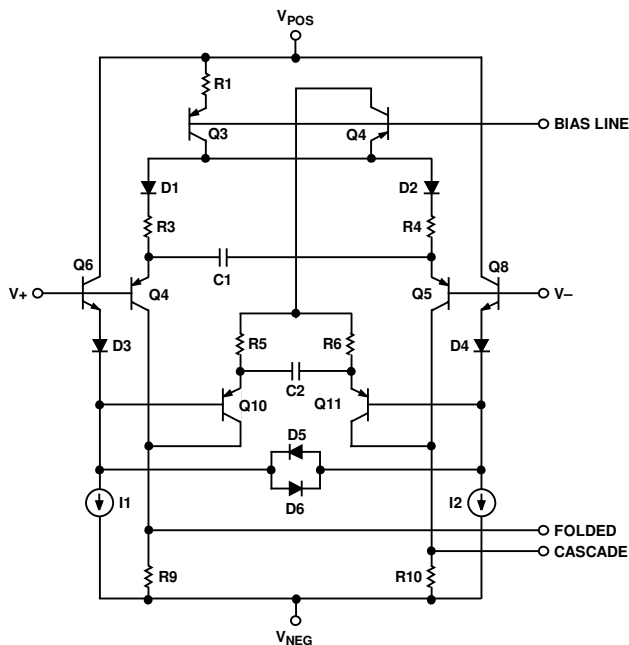 VPOS
R1
Q3
Q4
BIAS LINE
D1
D2
R3
R4
Q6
C1
Q8
V+
Q4
Q5
V–
D3
R5
R6
D4
C2
Q10
Q11
D5
I1
D6
I2
FOLDED
CASCADE
R9
R10
VNEG